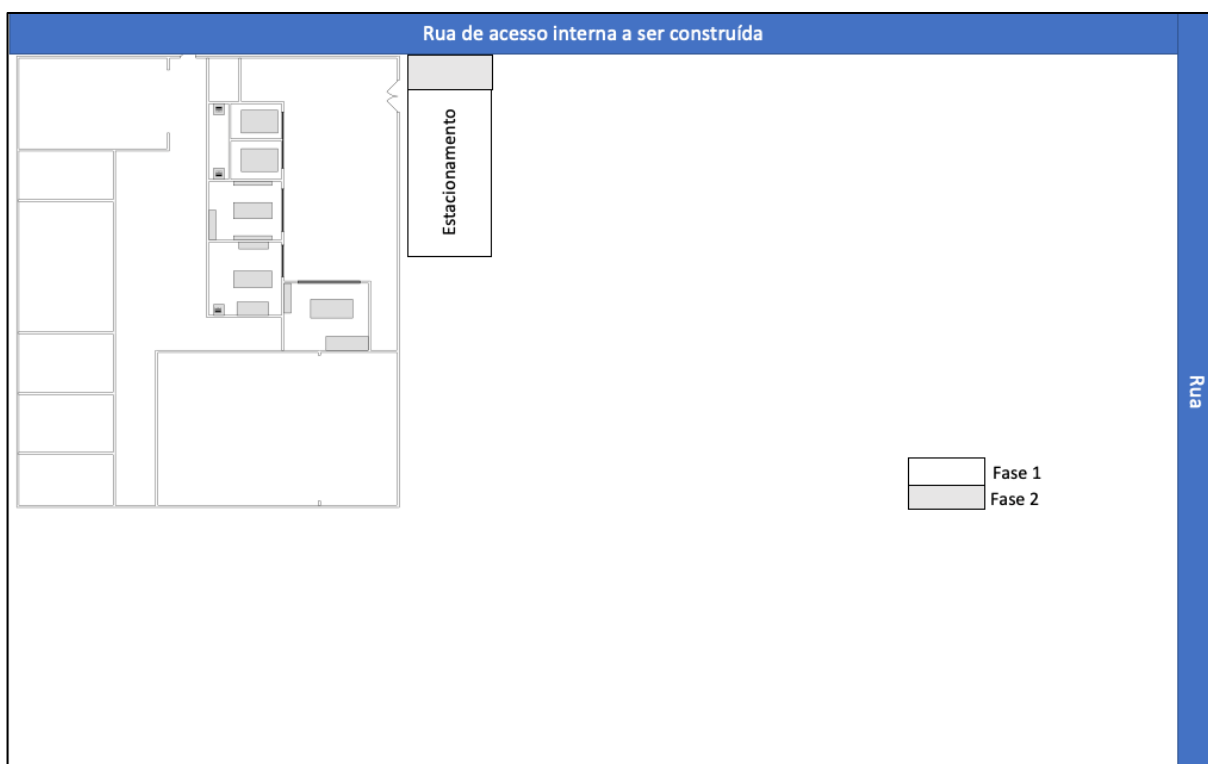 Rua de acesso interna a ser construída
Estacionamento
Rua
Fase 1
Fase 2